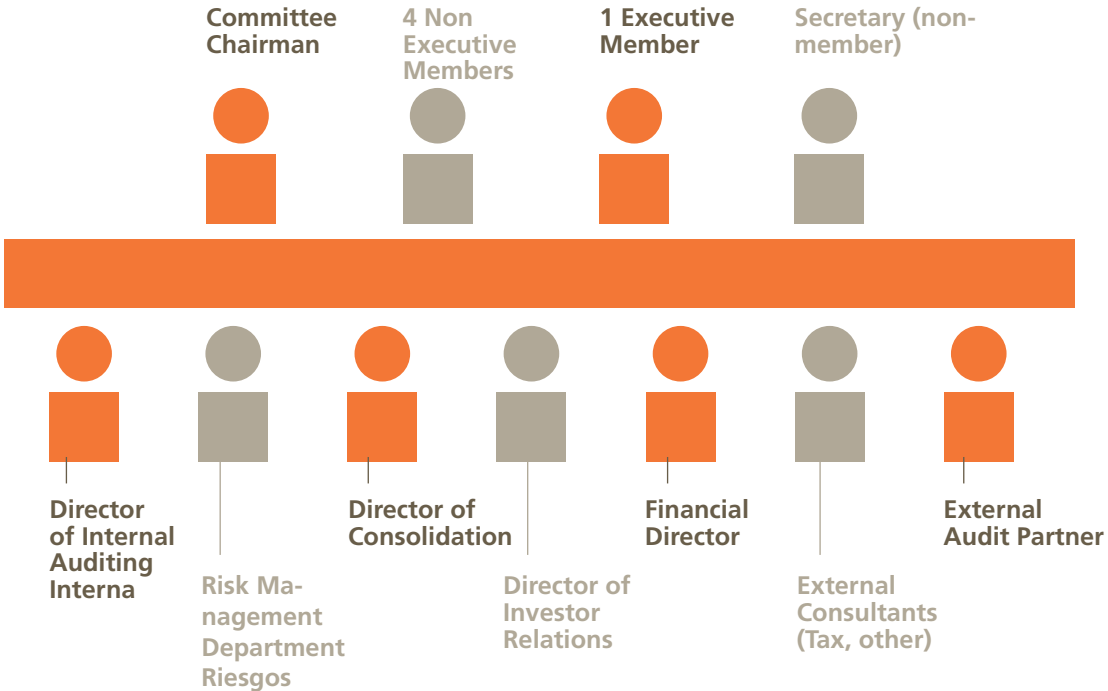 Committee
Chairman
4 Non
Executive
Members
1 Executive
Member
Secretary (non-
member)
Director
of Internal
Auditing
Interna
Risk Ma-
nagement
Department
Riesgos
Director of
Consolidation
Director of
Investor
Relations
Financial
Director
External
Consultants
(Tax, other)
External
Audit Partner